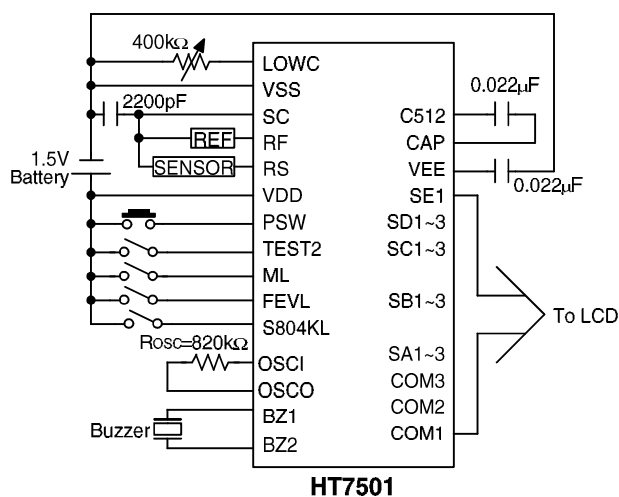 400kΩ
LOWC
VSS
2200pF
SC
REF
RF
SENSOR
RS
1.5V
Battery
VDD
PSW
TEST2
ML
FEVL
S804KL
ROSC=820kΩ
OSCI
OSCO
Buzzer
BZ1
BZ2
0.022μF
C512
CAP
VEE
0.022μF
SE1
SD1~3
SC1~3
SB1~3
To LCD
SA1~3
COM3
COM2
COM1
HT7501